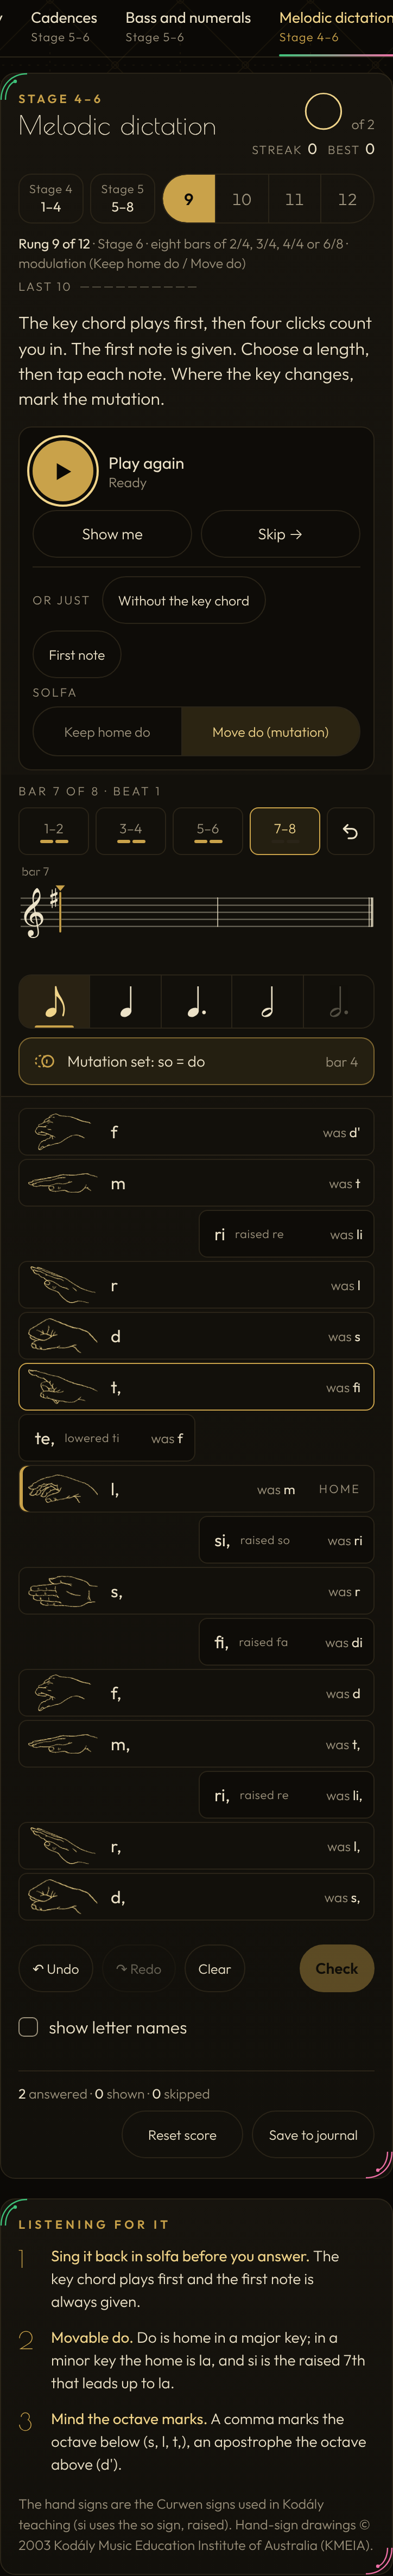 Cadences
Stage 5–6
Bass and numerals
Stage 5–6
Melodic dictation
Stage 4–6
STAGE 4–6
Melodic dictation
of 2
STREAK 0 BEST 0
Stage 4
1–4
Stage 5
5–8
9
10
11
12
Rung 9 of 12 · Stage 6 · eight bars of 2/4, 3/4, 4/4 or 6/8 ·
modulation (Keep home do / Move do)
LAST 10
The key chord plays first, then four clicks count
you in. The first note is given. Choose a length,
then tap each note. Where the key changes,
mark the mutation.
Play again
Ready
Show me
Skip →
OR JUST
Without the key chord
First note
SOLFA
Keep home do
Move do (mutation)
BAR 7 OF 8 · BEAT 1
1–2
3–4
5–6
7–8
bar 7
Mutation set: so = do
bar 4
f was d'
m was t
ri raised re was li
r was l
d was s
t, was fi
te, lowered ti was f
l, was m HOME
si, raised so was ri
s, was r
fi, raised fa was di
f, was d
m, was t,
ri, raised re was li,
r, was l,
d, was s,
↶ Undo
↷ Redo
Clear
Check
show letter names
2 answered · 0 shown · 0 skipped
Reset score
Save to journal
LISTENING FOR IT
1 Sing it back in solfa before you answer. The
key chord plays first and the first note is
always given.
2 Movable do. Do is home in a major key; in a
minor key the home is la, and si is the raised 7th
that leads up to la.
3 Mind the octave marks. A comma marks the
octave below (s, l, t,), an apostrophe the octave
above (d').
The hand signs are the Curwen signs used in Kodály
teaching (si uses the so sign, raised). Hand-sign drawings ©
2003 Kodály Music Education Institute of Australia (KMEIA).